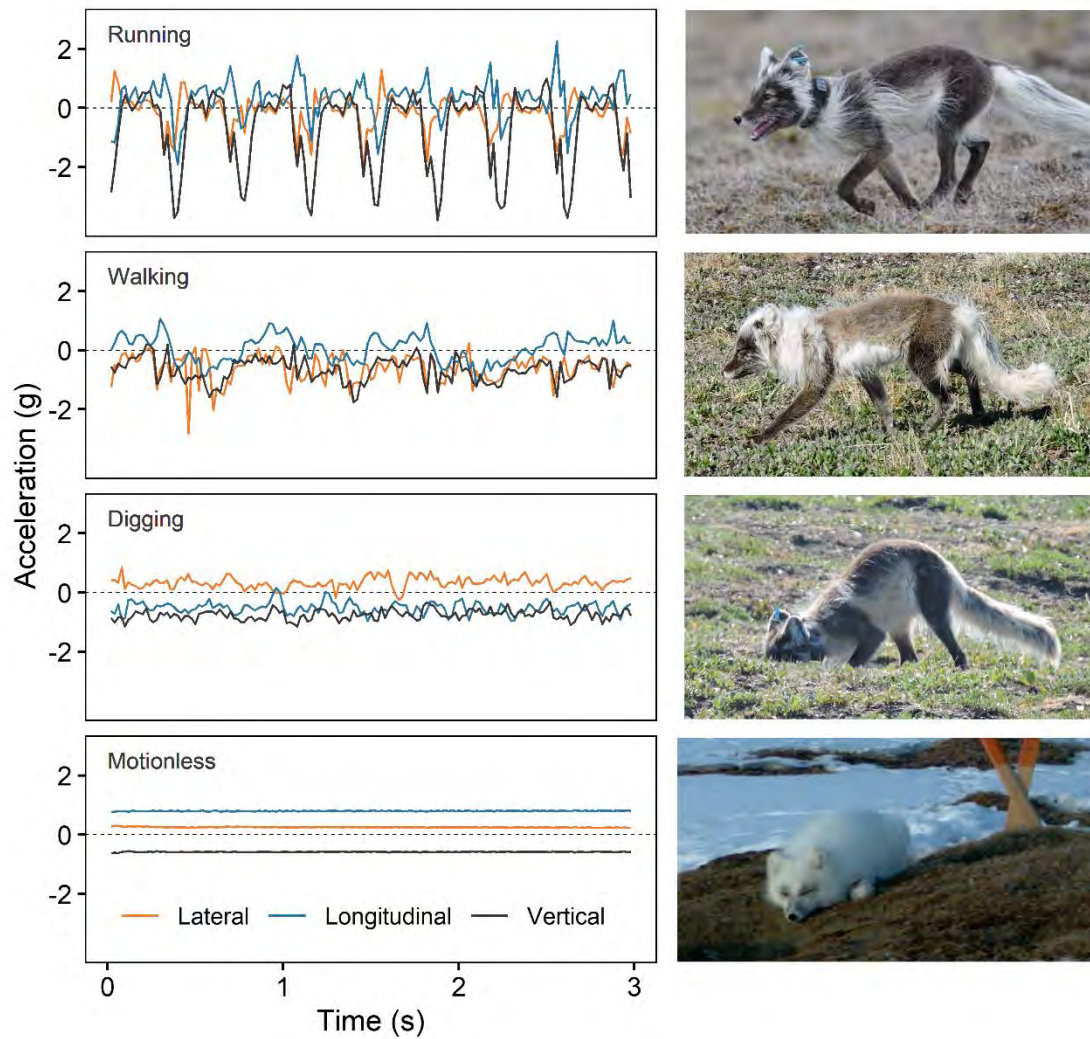 Running
2
0
-2
Walking
2
0
-2
Digging
2
0
-2
Motionless
2
0
-2
Lateral Longitudinal Vertical
0 1 2 3
Time (s)
Acceleration (g)